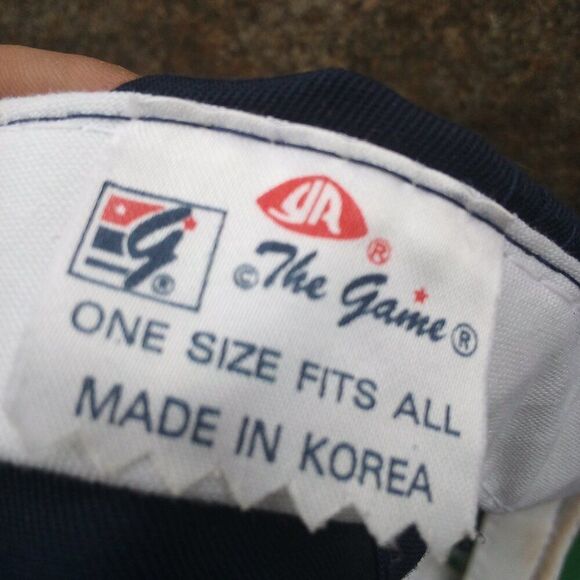 YA ®
G ®
© The Game ®
ONE SIZE FITS ALL
MADE IN KOREA